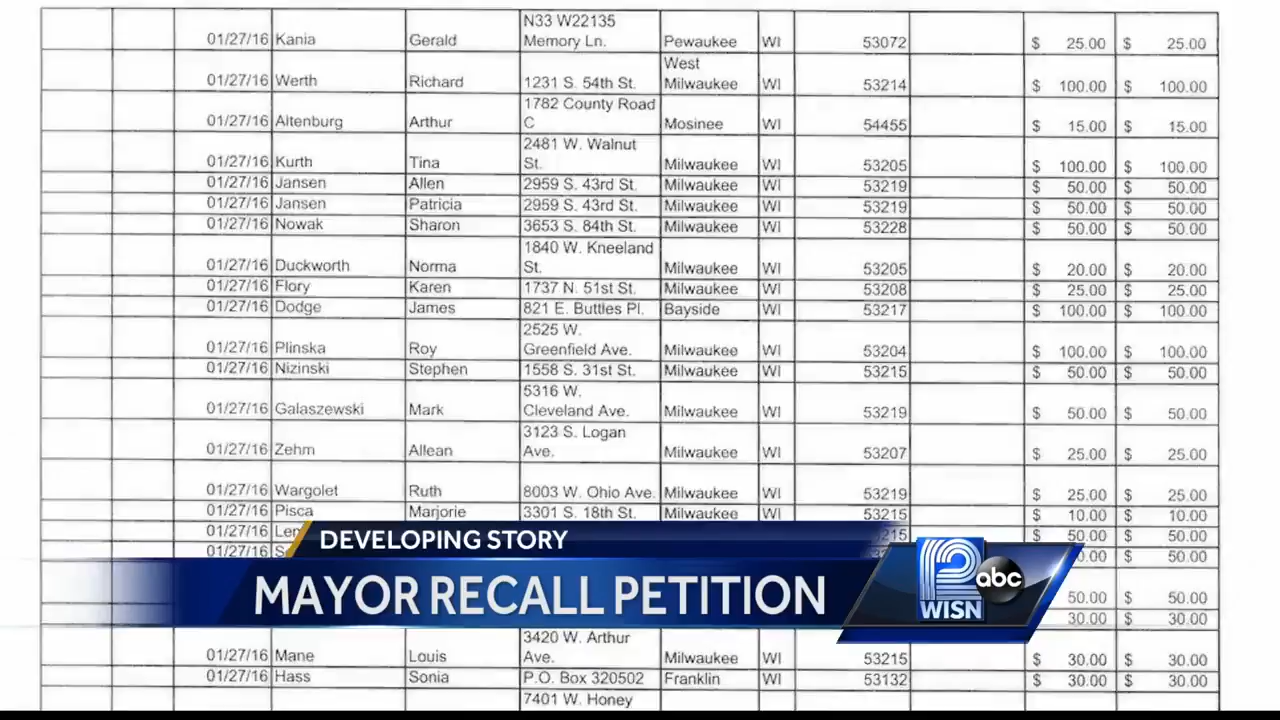 N33 W22135
01/27/16 Kania Gerald Memory Ln. Pewaukee WI 53072 $ 25.00 $ 25.00
West
01/27/16 Werth Richard 1231 S. 54th St. Milwaukee WI 53214 $ 100.00 $ 100.00
1782 County Road
01/27/16 Altenburg Arthur C Mosinee WI 54455 $ 15.00 $ 15.00
2481 W. Walnut
01/27/16 Kurth Tina St. Milwaukee WI 53205 $ 100.00 $ 100.00
01/27/16 Jansen Allen 2959 S. 43rd St. Milwaukee WI 53219 $ 50.00 $ 50.00
01/27/16 Jansen Patricia 2959 S. 43rd St. Milwaukee WI 53219 $ 50.00 $ 50.00
01/27/16 Nowak Sharon 3653 S. 84th St. Milwaukee WI 53228 $ 50.00 $ 50.00
1840 W. Kneeland
01/27/16 Duckworth Norma St. Milwaukee WI 53205 $ 20.00 $ 20.00
01/27/16 Flory Karen 1737 N. 51st St. Milwaukee WI 53208 $ 25.00 $ 25.00
01/27/16 Dodge James 821 E. Buttles Pl. Bayside WI 53217 $ 100.00 $ 100.00
2525 W.
01/27/16 Plinska Roy Greenfield Ave. Milwaukee WI 53204 $ 100.00 $ 100.00
01/27/16 Nizinski Stephen 1558 S. 31st St. Milwaukee WI 53215 $ 50.00 $ 50.00
5316 W.
01/27/16 Galaszewski Mark Cleveland Ave. Milwaukee WI 53219 $ 50.00 $ 50.00
3123 S. Logan
01/27/16 Zehm Allean Ave. Milwaukee WI 53207 $ 25.00 $ 25.00
01/27/16 Wargolet Ruth 8003 W. Ohio Ave. Milwaukee WI 53219 $ 25.00 $ 25.00
01/27/16 Pisca Marjorie 3301 S. 18th St. Milwaukee WI 53215 $ 10.00 $ 10.00
01/27/16 $ 50.00 $ 50.00
01/27/16 $ 50.00
DEVELOPING STORY
MAYOR RECALL PETITION
12
WISN
abc
50.00 $ 50.00
30.00 $ 30.00
3420 W. Arthur
01/27/16 Mane Louis Ave. Milwaukee WI 53215 $ 30.00 $ 30.00
01/27/16 Hass Sonia P.O. Box 320502 Franklin WI 53132 $ 30.00 $ 30.00
7401 W. Honey